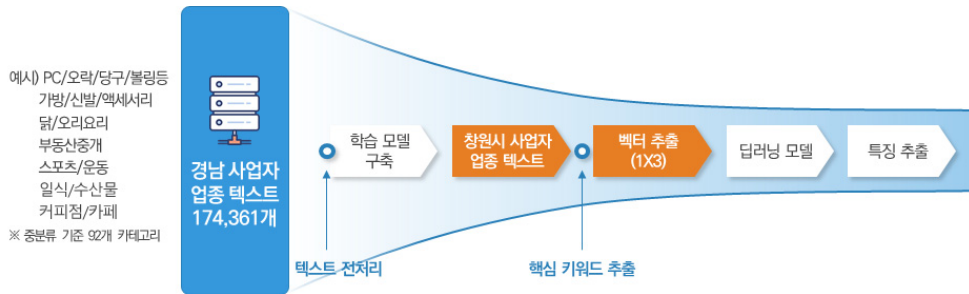 예시) PC/오락/당구/볼링등
가방/신발/액세서리
닭/오리요리
부동산중개
스포츠/운동
일식/수산물
커피점/카페
※ 중분류 기준 92개 카테고리
경남 사업자
업종 텍스트
174,361개
학습 모델
구축
창원시 사업자
업종 텍스트
벡터 추출
(1X3)
딥러닝 모델
특징 추출
텍스트 전처리
핵심 키워드 추출